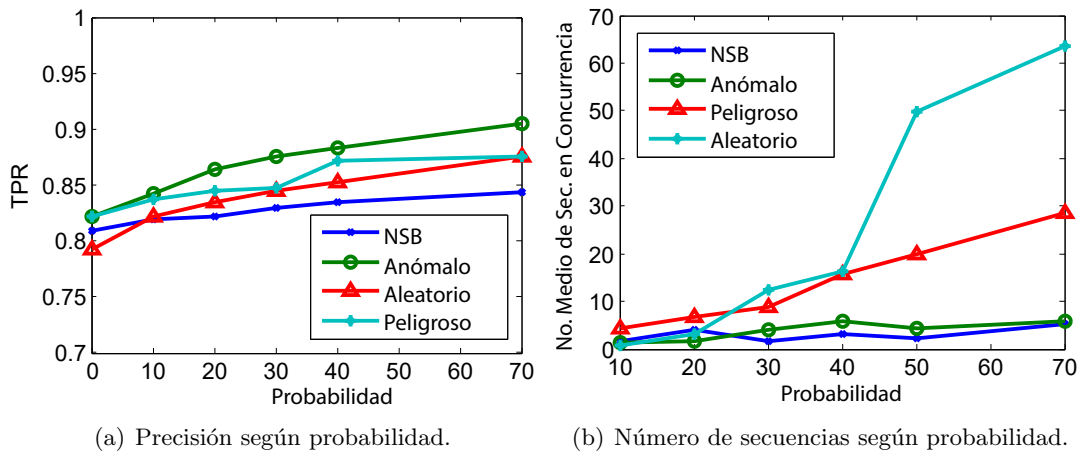 1
0.95
0.9
0.85
0.8
0.75
0.7
TPR
0 10 20 30 40 50 60 70
Probabilidad
NSB
Anómalo
Aleatorio
Peligroso
(a) Precisión según probabilidad.
70
60
50
40
30
20
10
0
No. Medio de Sec. en Concurrencia
10 20 30 40 50 60 70
Probabilidad
NSB
Anómalo
Peligroso
Aleatorio
(b) Número de secuencias según probabilidad.